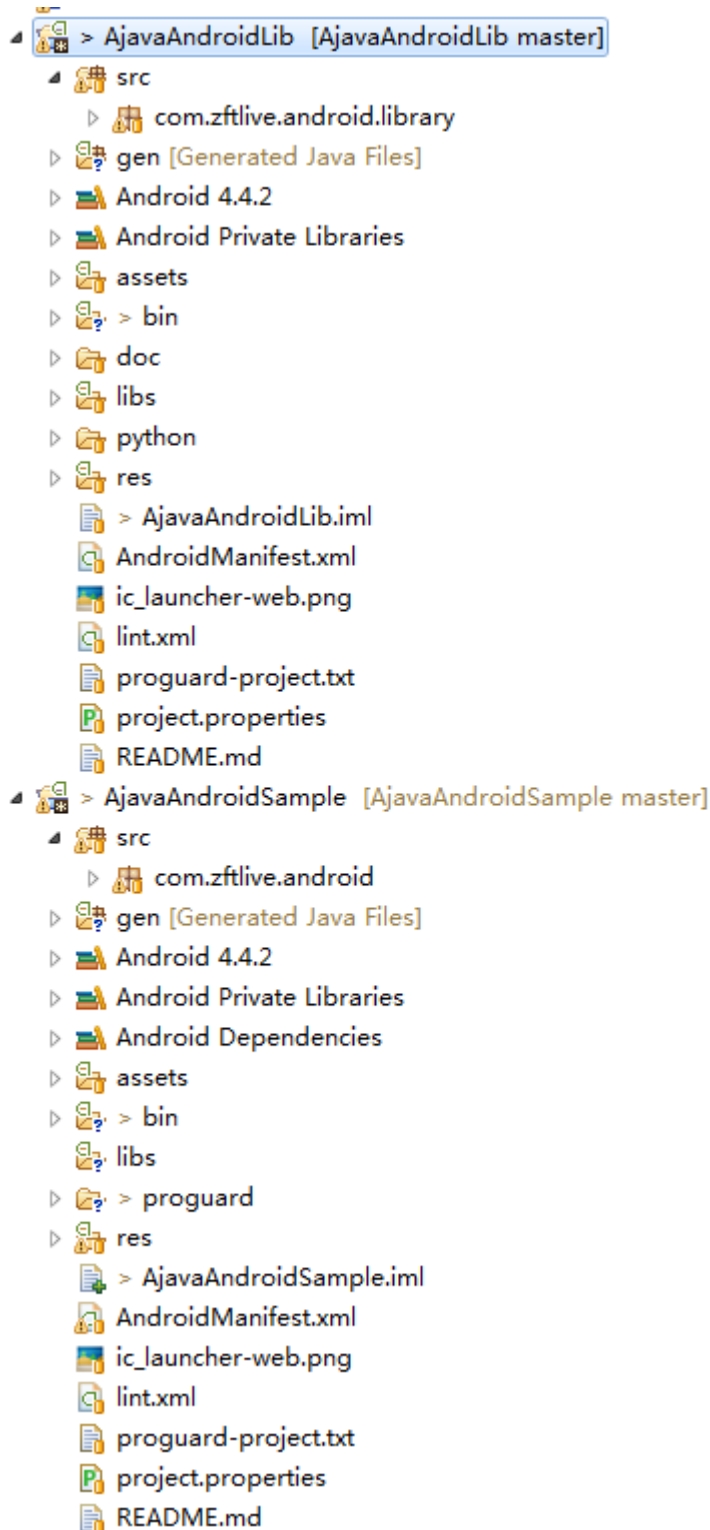 > AjavaAndroidLib [AjavaAndroidLib master]
src
com.zftlive.android.library
gen [Generated Java Files]
Android 4.4.2
Android Private Libraries
assets
> bin
doc
libs
python
res
> AjavaAndroidLib.iml
AndroidManifest.xml
ic_launcher-web.png
lint.xml
proguard-project.txt
project.properties
README.md
> AjavaAndroidSample [AjavaAndroidSample master]
src
com.zftlive.android
gen [Generated Java Files]
Android 4.4.2
Android Private Libraries
Android Dependencies
assets
> bin
libs
> proguard
res
> AjavaAndroidSample.iml
AndroidManifest.xml
ic_launcher-web.png
lint.xml
proguard-project.txt
project.properties
README.md